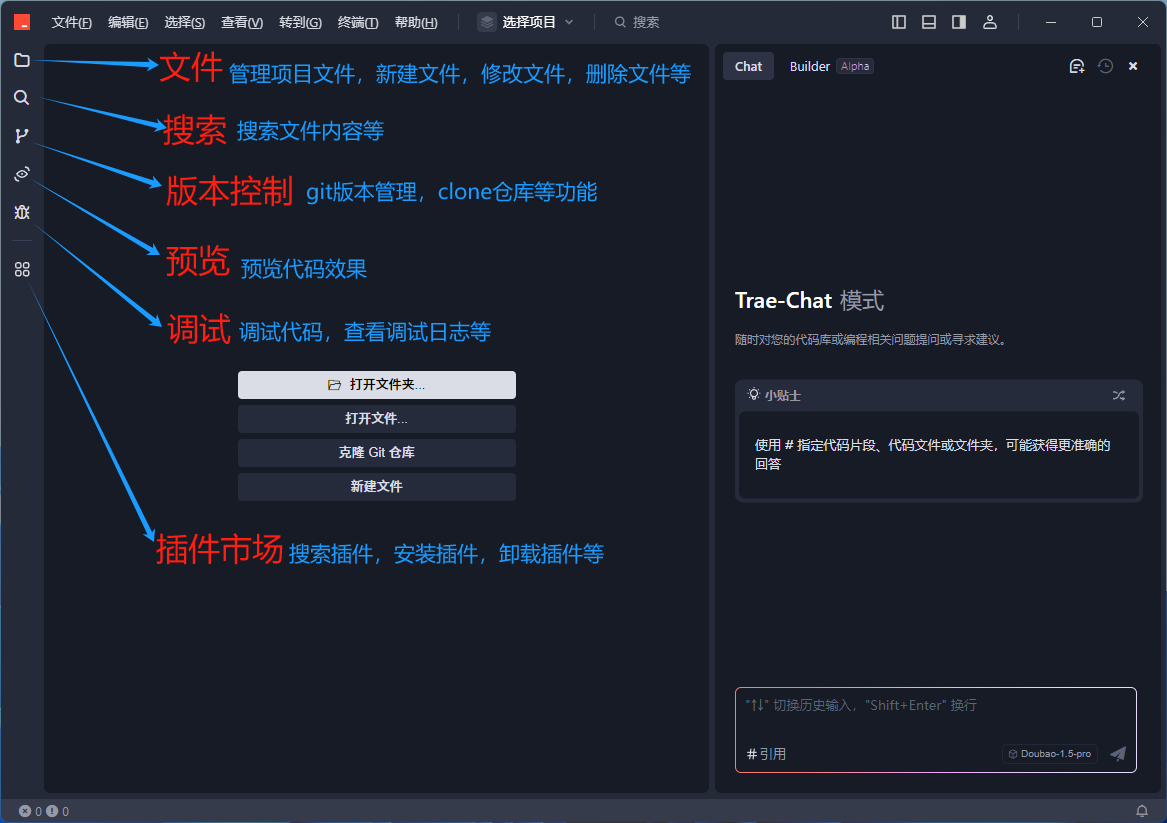 文件(F) 编辑(E) 选择(S) 查看(V) 转到(G) 终端(T) 帮助(H) 选择项目 搜索
文件 管理项目文件，新建文件，修改文件，删除文件等
搜索 搜索文件内容等
版本控制 git版本管理，clone仓库等功能
预览 预览代码效果
调试 调试代码，查看调试日志等
打开文件夹...
打开文件...
克隆 Git 仓库
新建文件
插件市场 搜索插件，安装插件，卸载插件等
Chat Builder Alpha
Trae-Chat 模式
随时对您的代码库或编程相关问题提问或寻求建议。
小贴士
使用 # 指定代码片段、代码文件或文件夹，可能获得更准确的
回答
"↑↓" 切换历史输入，"Shift+Enter" 换行
# 引用 Doubao-1.5-pro
0 0